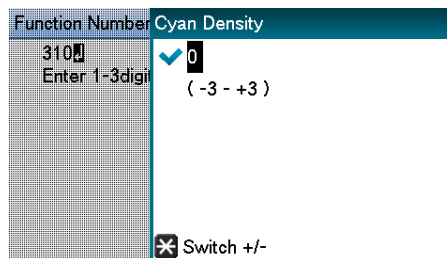 Function Number
310
Enter 1-3digi
Cyan Density
0
( -3 - +3 )
Switch +/-